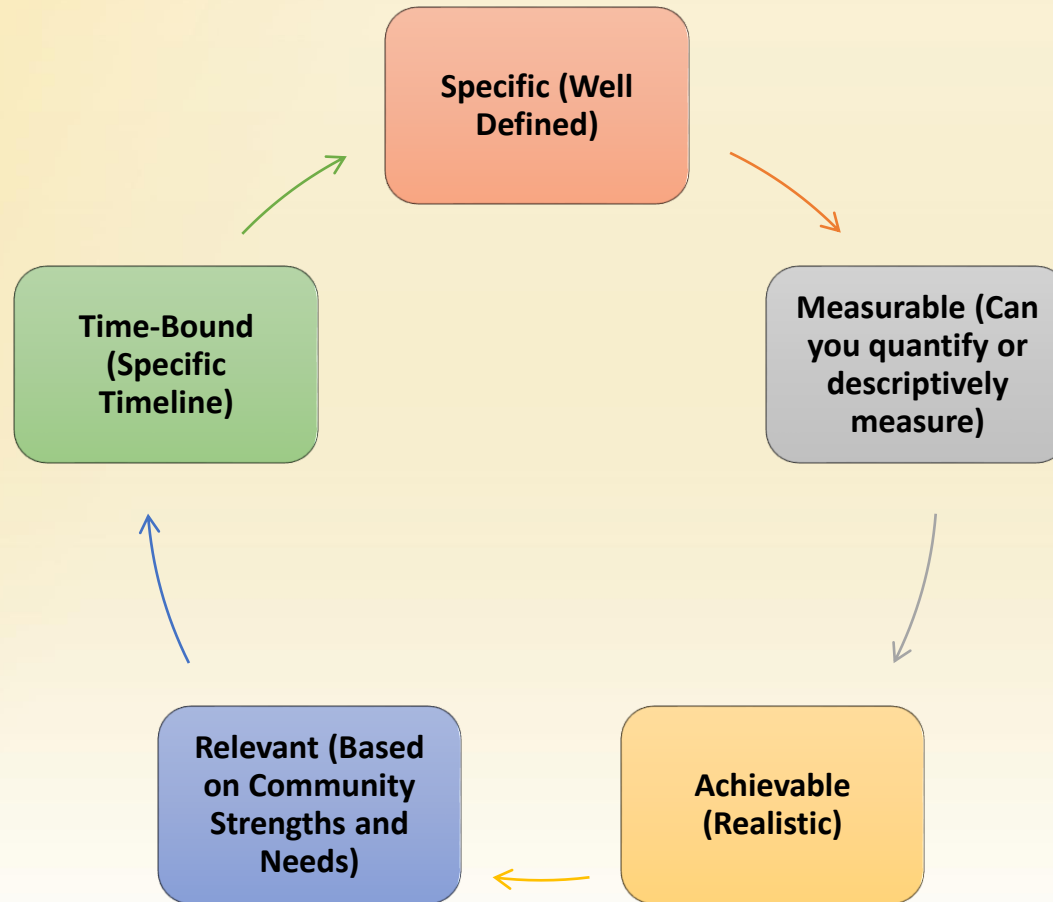 Specific (Well
Defined)
Measurable (Can
you quantify or
descriptively
measure)
Achievable
(Realistic)
Relevant (Based
on Community
Strengths and
Needs)
Time-Bound
(Specific
Timeline)